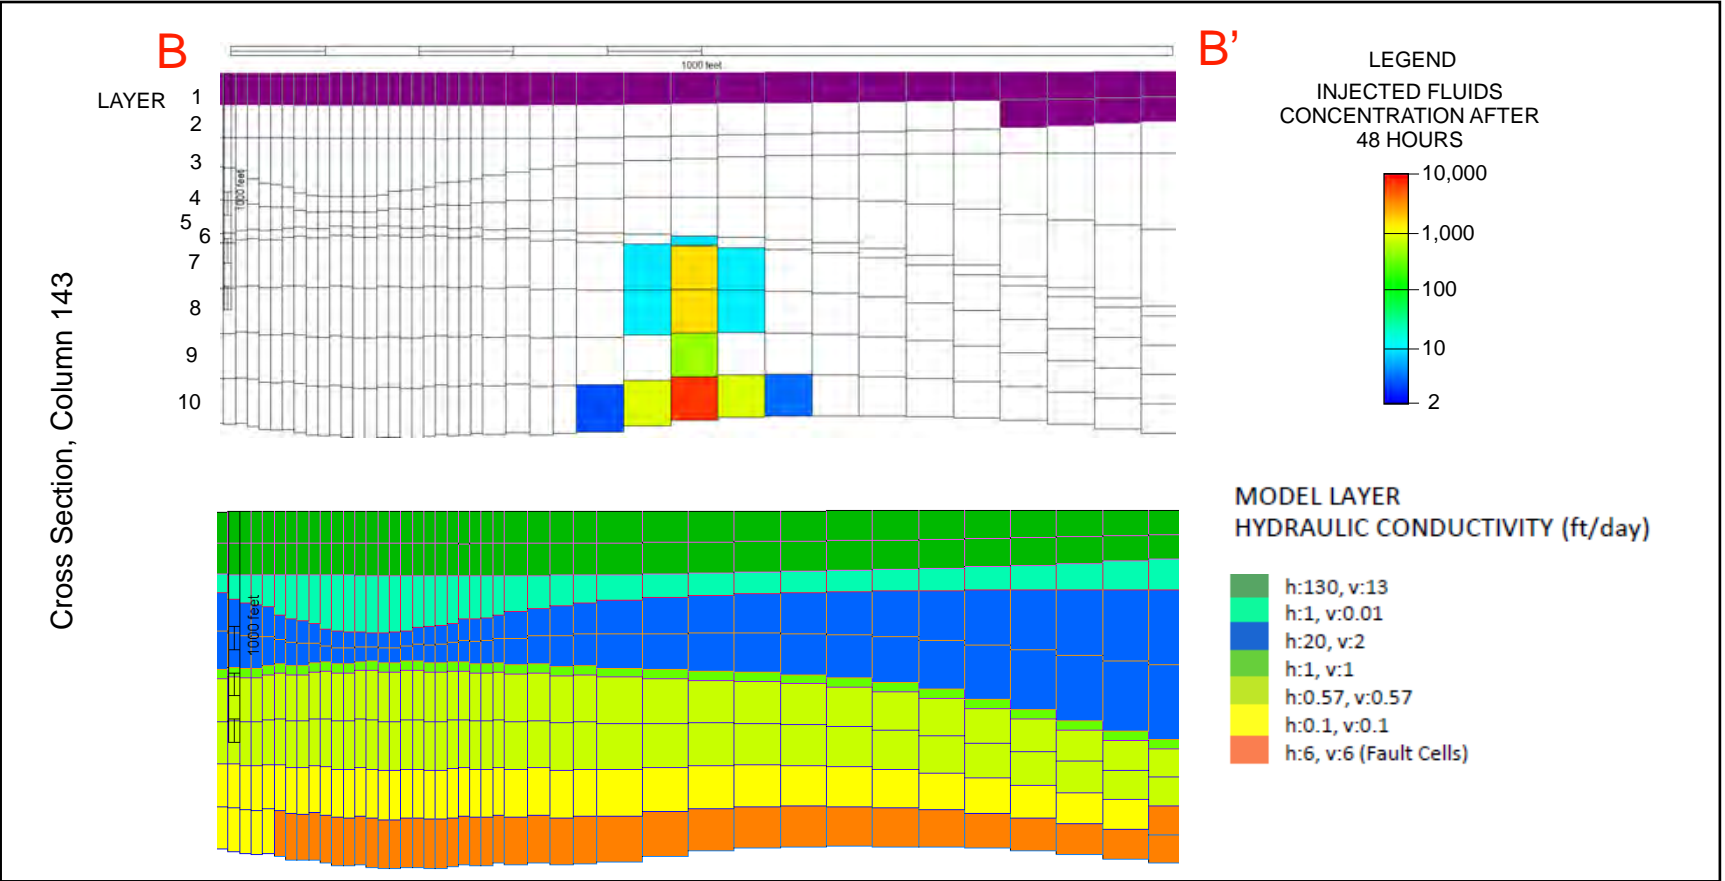 B
B’
1000 feet
LAYER
1
2
3
4
5
6
7
8
9
10
1000 feet
Cross Section, Column 143
LEGEND
INJECTED FLUIDS
CONCENTRATION AFTER
48 HOURS
10,000
1,000
100
10
2
1000 feet
MODEL LAYER
HYDRAULIC CONDUCTIVITY (ft/day)
h:130, v:13
h:1, v:0.01
h:20, v:2
h:1, v:1
h:0.57, v:0.57
h:0.1, v:0.1
h:6, v:6 (Fault Cells)